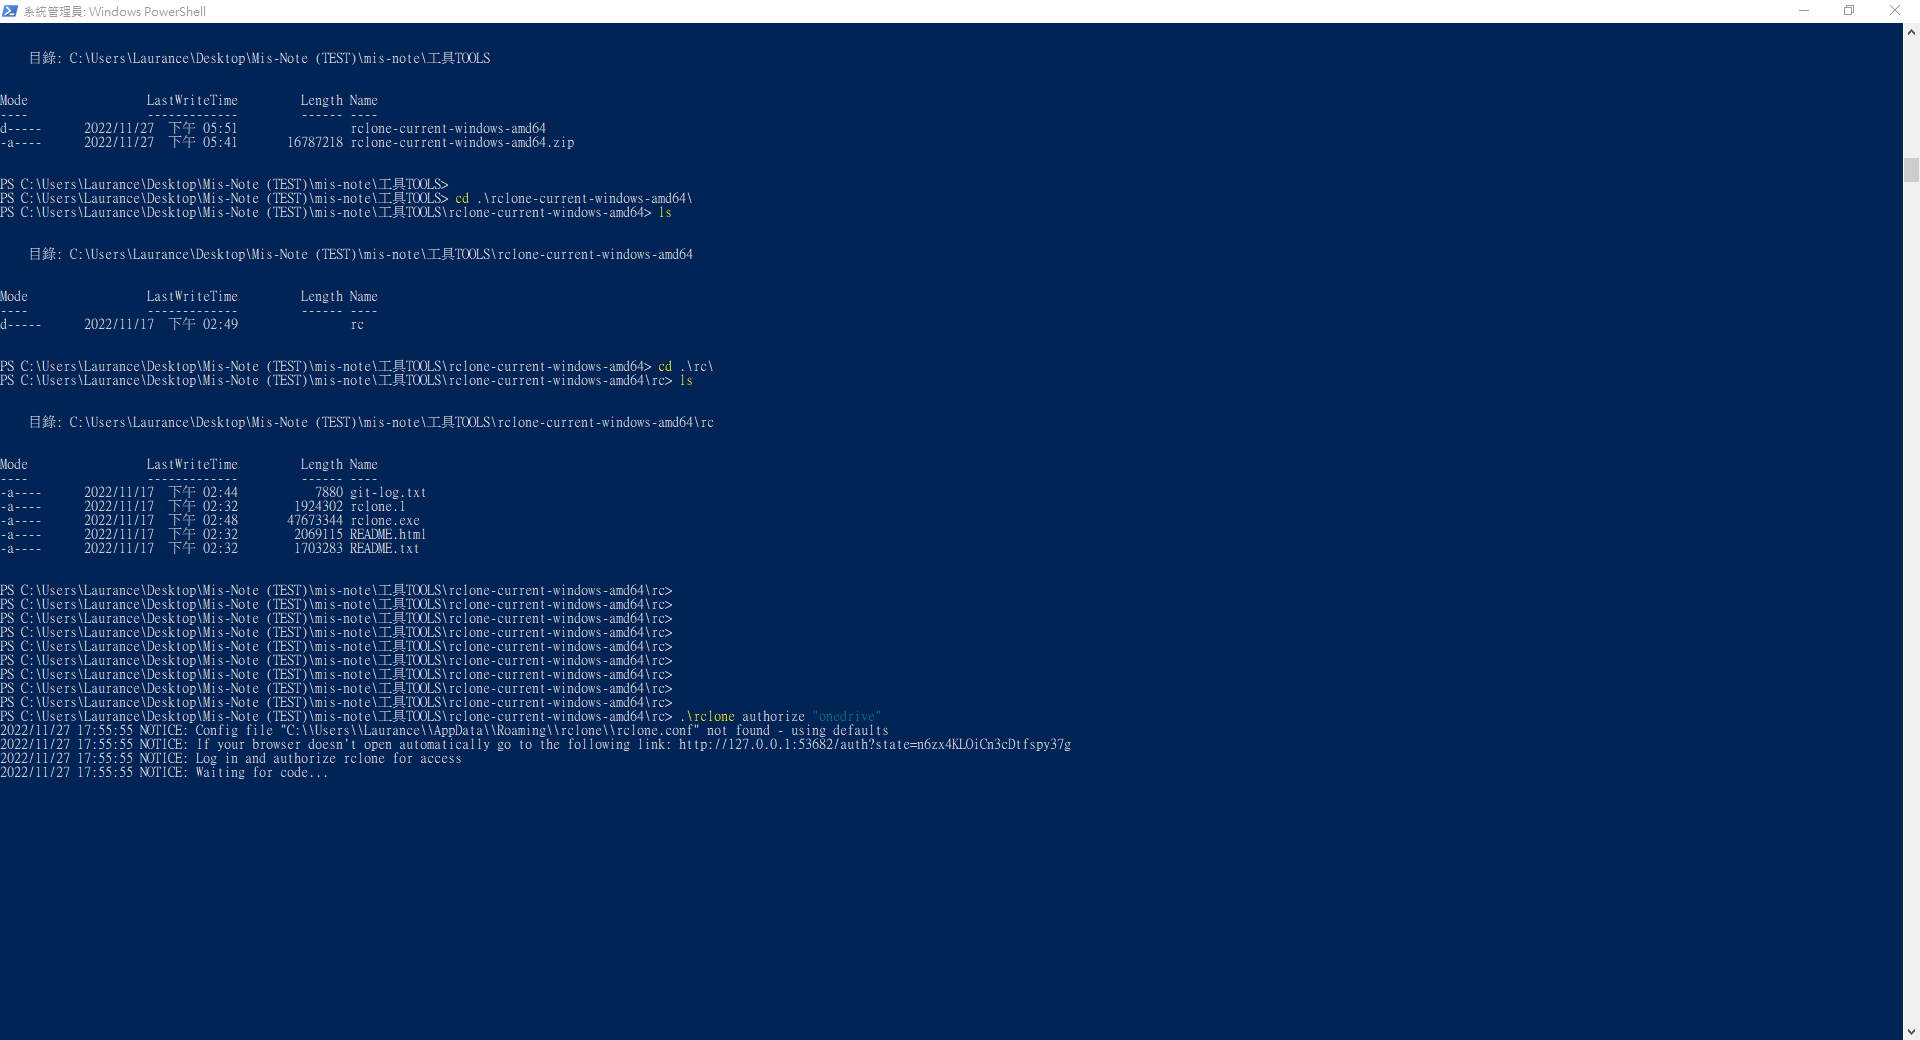 系統管理員: Windows PowerShell
目錄: C:\Users\Laurance\Desktop\Mis-Note (TEST)\mis-note\工具TOOLS
Mode LastWriteTime Length Name
---- ------------- ------ ----
d----- 2022/11/27 下午 05:51 rclone-current-windows-amd64
-a---- 2022/11/27 下午 05:41 16787218 rclone-current-windows-amd64.zip
PS C:\Users\Laurance\Desktop\Mis-Note (TEST)\mis-note\工具TOOLS>
PS C:\Users\Laurance\Desktop\Mis-Note (TEST)\mis-note\工具TOOLS> cd .\rclone-current-windows-amd64\
PS C:\Users\Laurance\Desktop\Mis-Note (TEST)\mis-note\工具TOOLS\rclone-current-windows-amd64> ls
目錄: C:\Users\Laurance\Desktop\Mis-Note (TEST)\mis-note\工具TOOLS\rclone-current-windows-amd64
Mode LastWriteTime Length Name
---- ------------- ------ ----
d----- 2022/11/17 下午 02:49 rc
PS C:\Users\Laurance\Desktop\Mis-Note (TEST)\mis-note\工具TOOLS\rclone-current-windows-amd64> cd .\rc\
PS C:\Users\Laurance\Desktop\Mis-Note (TEST)\mis-note\工具TOOLS\rclone-current-windows-amd64\rc> ls
目錄: C:\Users\Laurance\Desktop\Mis-Note (TEST)\mis-note\工具TOOLS\rclone-current-windows-amd64\rc
Mode LastWriteTime Length Name
---- ------------- ------ ----
-a---- 2022/11/17 下午 02:44 7880 git-log.txt
-a---- 2022/11/17 下午 02:32 1924302 rclone.1
-a---- 2022/11/17 下午 02:48 47673344 rclone.exe
-a---- 2022/11/17 下午 02:32 2069115 README.html
-a---- 2022/11/17 下午 02:32 1703283 README.txt
PS C:\Users\Laurance\Desktop\Mis-Note (TEST)\mis-note\工具TOOLS\rclone-current-windows-amd64\rc>
PS C:\Users\Laurance\Desktop\Mis-Note (TEST)\mis-note\工具TOOLS\rclone-current-windows-amd64\rc>
PS C:\Users\Laurance\Desktop\Mis-Note (TEST)\mis-note\工具TOOLS\rclone-current-windows-amd64\rc>
PS C:\Users\Laurance\Desktop\Mis-Note (TEST)\mis-note\工具TOOLS\rclone-current-windows-amd64\rc>
PS C:\Users\Laurance\Desktop\Mis-Note (TEST)\mis-note\工具TOOLS\rclone-current-windows-amd64\rc>
PS C:\Users\Laurance\Desktop\Mis-Note (TEST)\mis-note\工具TOOLS\rclone-current-windows-amd64\rc>
PS C:\Users\Laurance\Desktop\Mis-Note (TEST)\mis-note\工具TOOLS\rclone-current-windows-amd64\rc>
PS C:\Users\Laurance\Desktop\Mis-Note (TEST)\mis-note\工具TOOLS\rclone-current-windows-amd64\rc>
PS C:\Users\Laurance\Desktop\Mis-Note (TEST)\mis-note\工具TOOLS\rclone-current-windows-amd64\rc>
PS C:\Users\Laurance\Desktop\Mis-Note (TEST)\mis-note\工具TOOLS\rclone-current-windows-amd64\rc> .\rclone authorize "onedrive"
2022/11/27 17:55:55 NOTICE: Config file "C:\\Users\\Laurance\\AppData\\Roaming\\rclone\\rclone.conf" not found - using defaults
2022/11/27 17:55:55 NOTICE: If your browser doesn't open automatically go to the following link: http://127.0.0.1:53682/auth?state=n6zx4KLOiCn3cDtfspy37g
2022/11/27 17:55:55 NOTICE: Log in and authorize rclone for access
2022/11/27 17:55:55 NOTICE: Waiting for code...